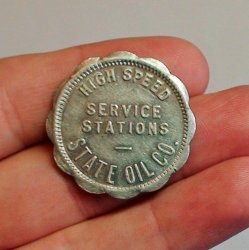 HIGH SPEED
SERVICE
STATIONS
—
STATE OIL CO.